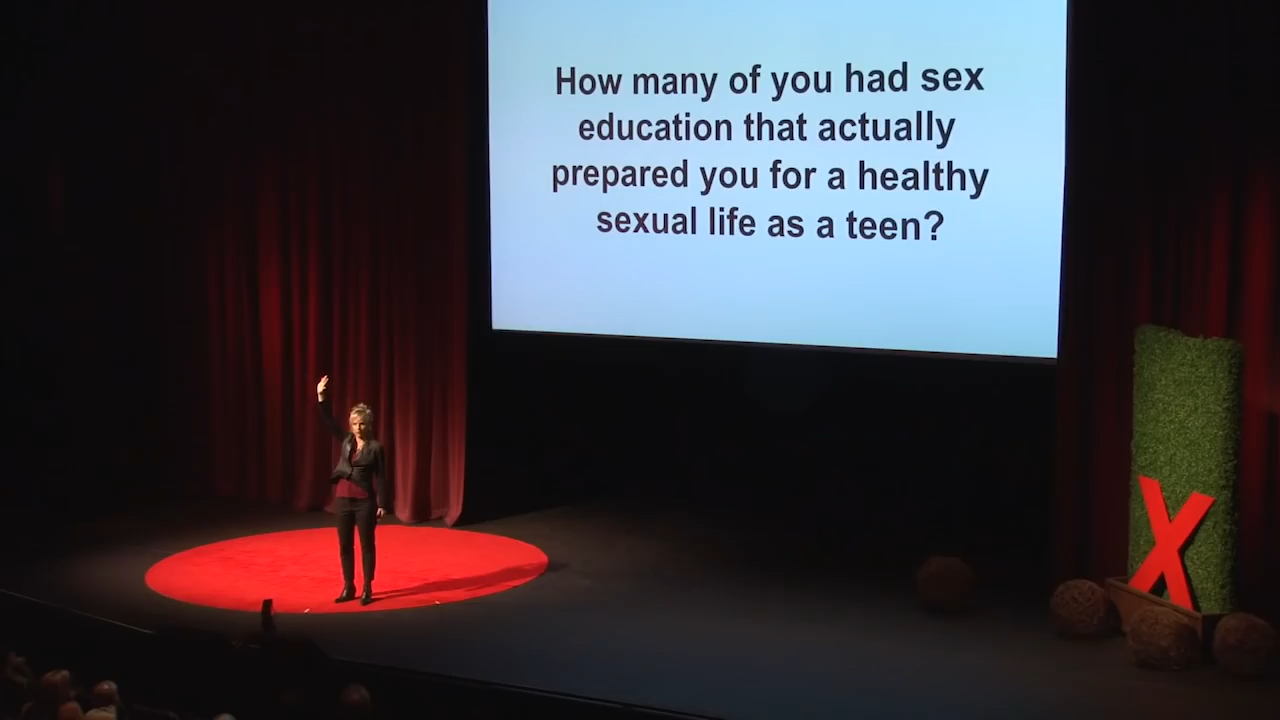 How many of you had sex
education that actually
prepared you for a healthy
sexual life as a teen?
X